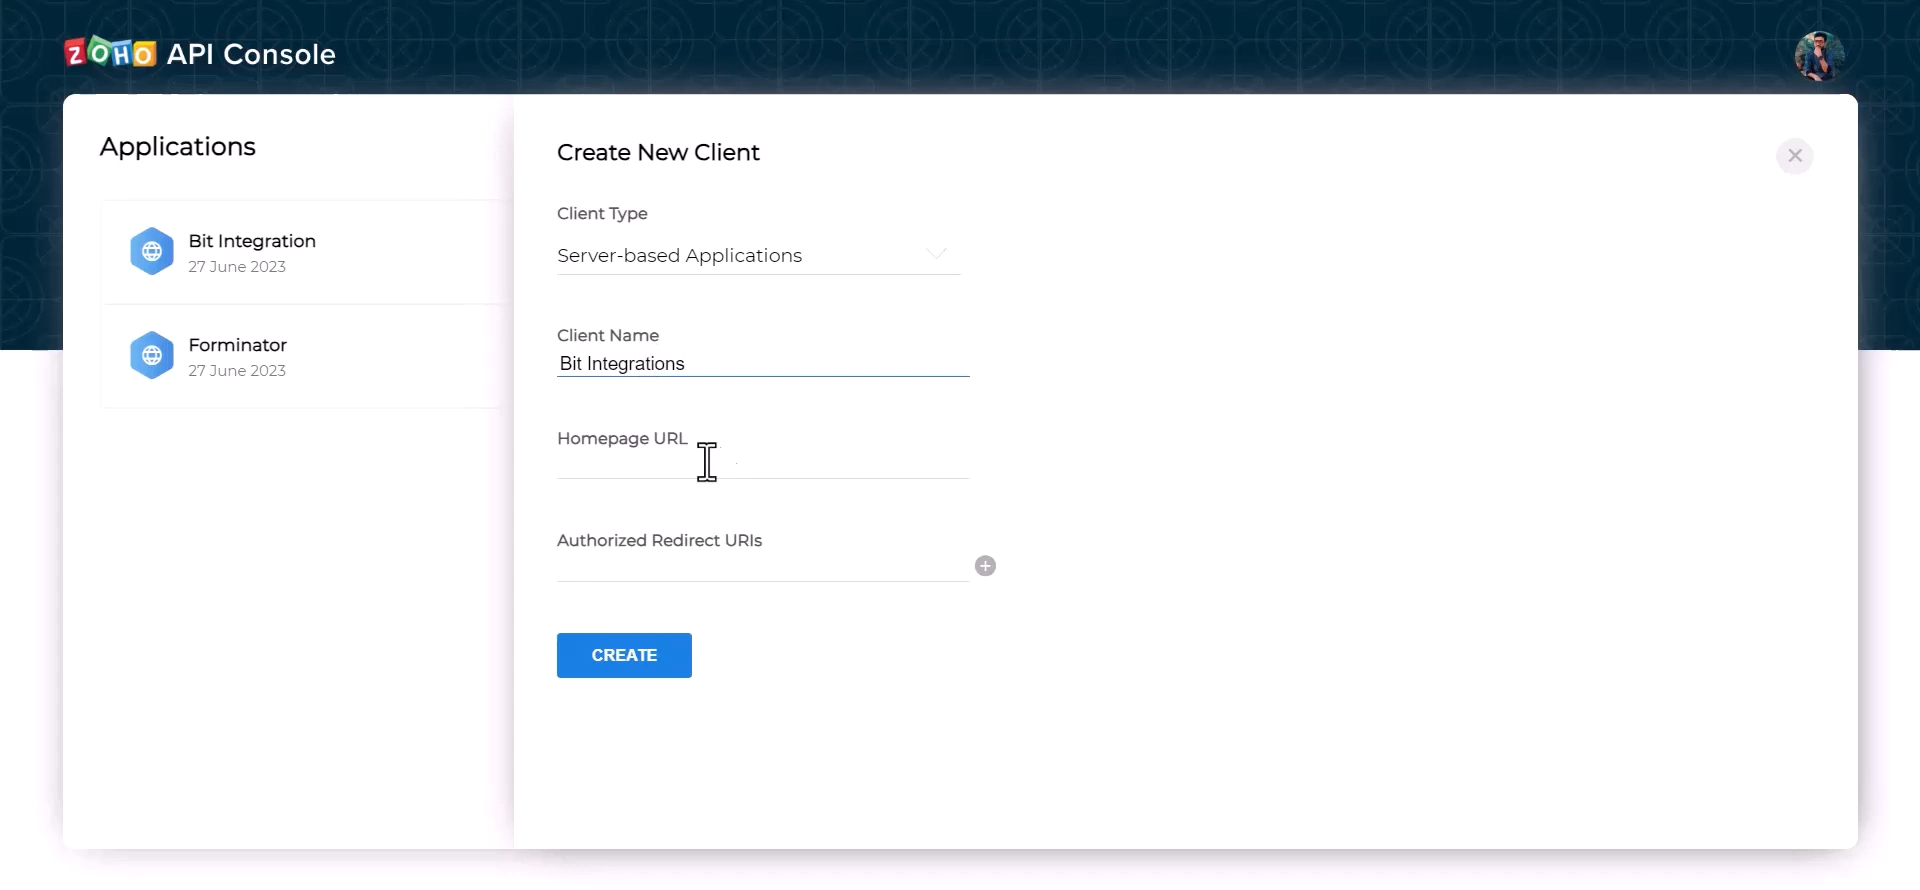 ZOHO API Console
Applications
Bit Integration
27 June 2023
Forminator
27 June 2023
Create New Client
Client Type
Server-based Applications
Client Name
Bit Integrations
Homepage URL
Authorized Redirect URIs
CREATE